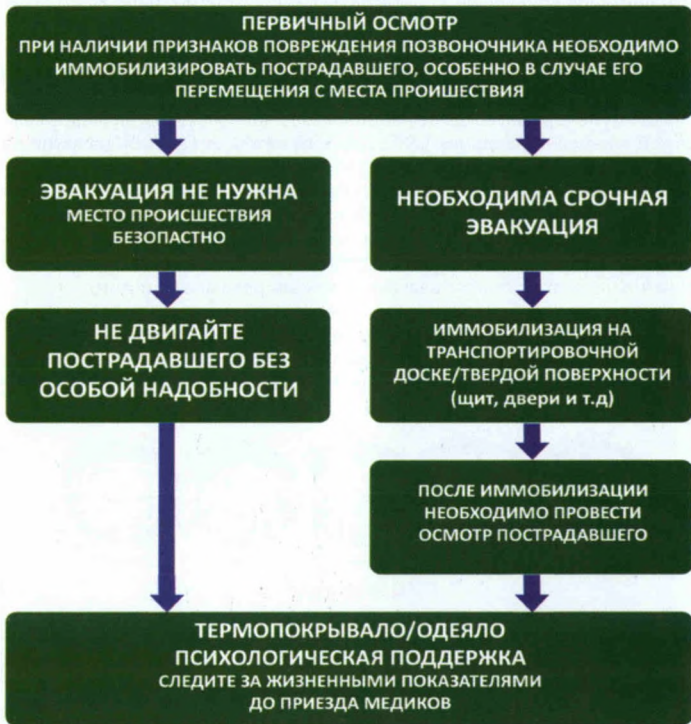 ПЕРВИЧНЫЙ ОСМОТР
ПРИ НАЛИЧИИ ПРИЗНАКОВ ПОВРЕЖДЕНИЯ ПОЗВОНОЧНИКА НЕОБХОДИМО
ИММОБИЛИЗИРОВАТЬ ПОСТРАДАВШЕГО, ОСОБЕННО В СЛУЧАЕ ЕГО
ПЕРЕМЕЩЕНИЯ С МЕСТА ПРОИШЕСТВИЯ
ЭВАКУАЦИЯ НЕ НУЖНА
МЕСТО ПРОИСШЕСТВИЯ
БЕЗОПАСТНО
НЕОБХОДИМА СРОЧНАЯ
ЭВАКУАЦИЯ
НЕ ДВИГАЙТЕ
ПОСТРАДАВШЕГО БЕЗ
ОСОБОЙ НАДОБНОСТИ
ИММОБИЛИЗАЦИЯ НА
ТРАНСПОРТИРОВОЧНОЙ
ДОСКЕ/ТВЕРДОЙ ПОВЕРХНОСТИ
(щит, двери и т.д)
ПОСЛЕ ИММОБИЛИЗАЦИИ
НЕОБХОДИМО ПРОВЕСТИ
ОСМОТР ПОСТРАДАВШЕГО
ТЕРМОПОКРЫВАЛО/ОДЕЯЛО
ПСИХОЛОГИЧЕСКАЯ ПОДДЕРЖКА
СЛЕДИТЕ ЗА ЖИЗНЕННЫМИ ПОКАЗАТЕЛЯМИ
ДО ПРИЕЗДА МЕДИКОВ